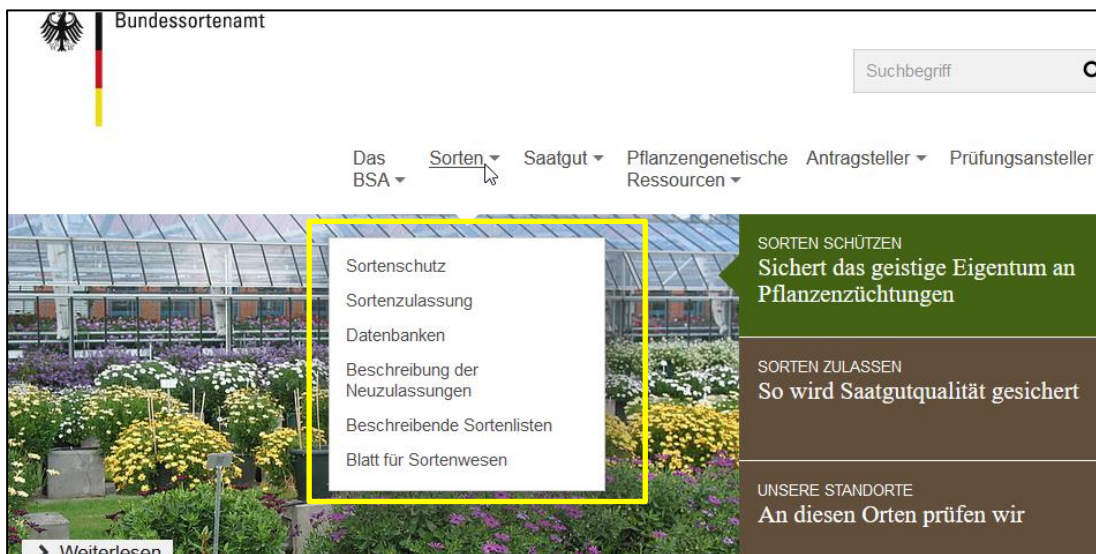 Bundessortenamt
Suchbegriff
Das
BSA
Sorten
Saatgut
Pflanzengenetische
Ressourcen
Antragsteller
Prüfungsansteller
Sortenschutz
Sortenzulassung
Datenbanken
Beschreibung der
Neuzulassungen
Beschreibende Sortenlisten
Blatt für Sortenwesen
SORTEN SCHÜTZEN
Sichert das geistige Eigentum an
Pflanzenzüchtungen
SORTEN ZULASSEN
So wird Saatgutqualität gesichert
UNSERE STANDORTE
An diesen Orten prüfen wir
Weiterlesen